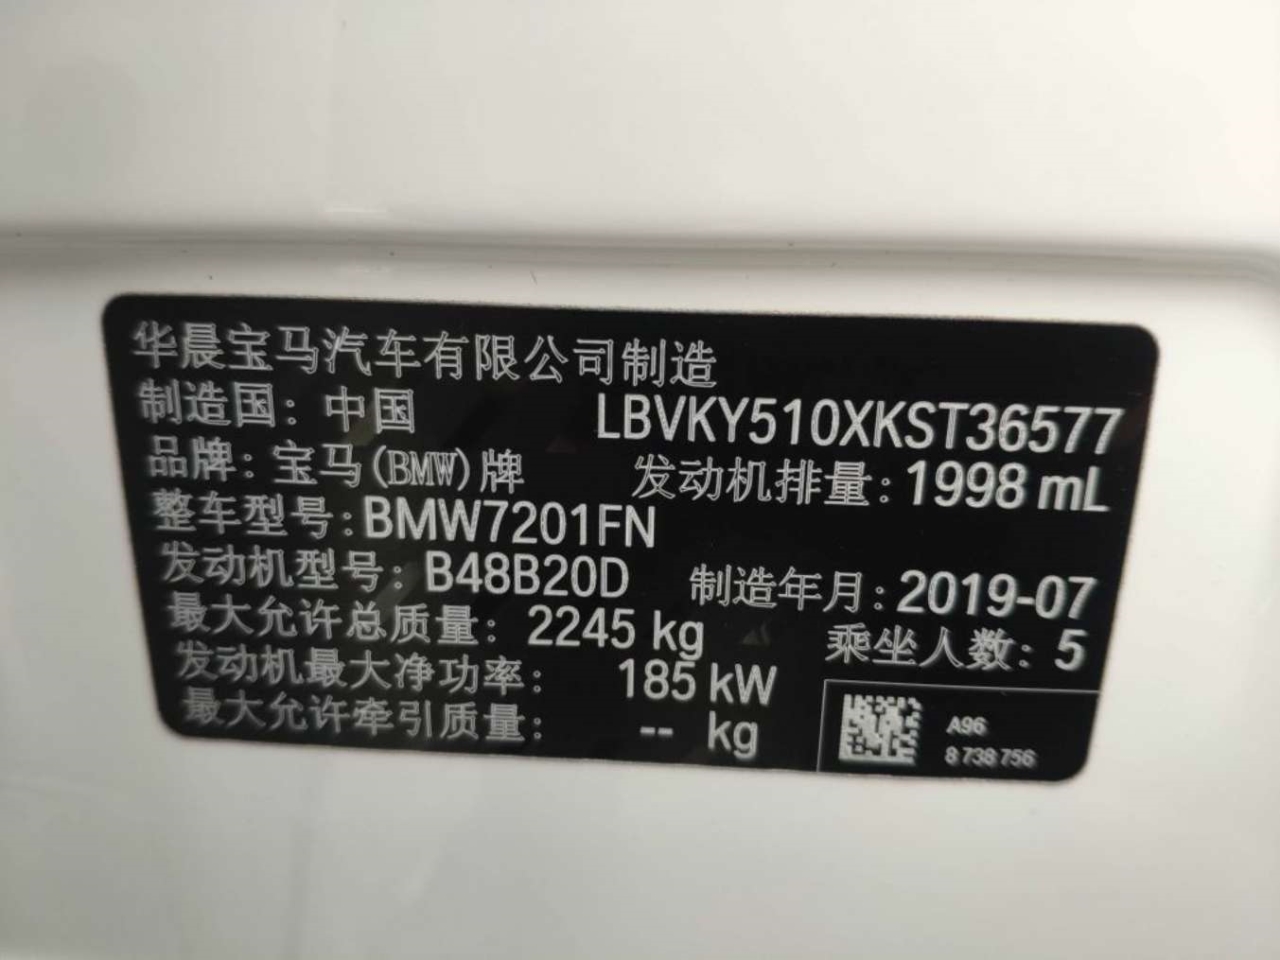 华晨宝马汽车有限公司制造
制造国：中国 LBVKY510XKST36577
品牌：宝马(BMW)牌 发动机排量：1998 mL
整车型号：BMW7201FN
发动机型号：B48B20D 制造年月：2019-07
最大允许总质量：2245 kg 乘坐人数：5
发动机最大净功率：185 kW
最大允许牵引质量：-- kg
A96
8 738 756